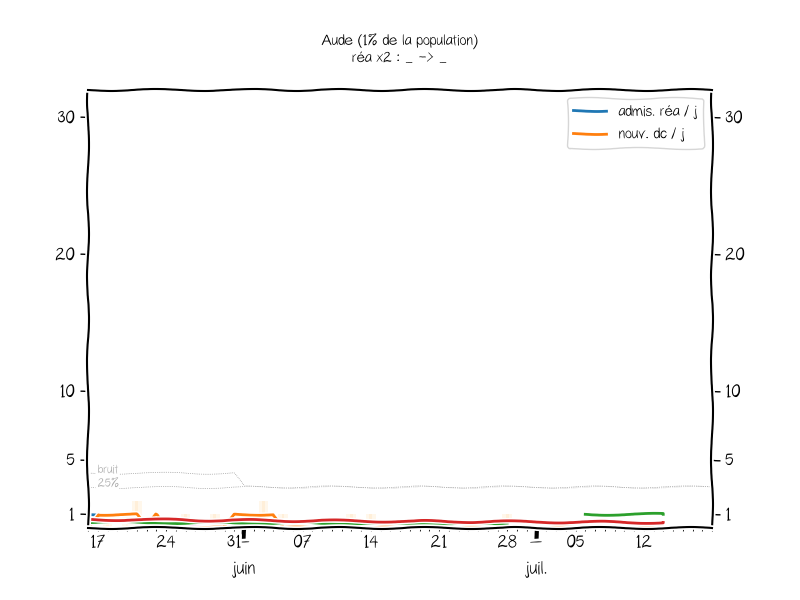 Aude (1% de la population)
réa x2 : _ -> _
admis. réa / j
nouv. dc / j
30 30
20 20
10 10
5 5
bruit
25%
1 1
17 24 31 07 14 21 28 05 12
juin juil.